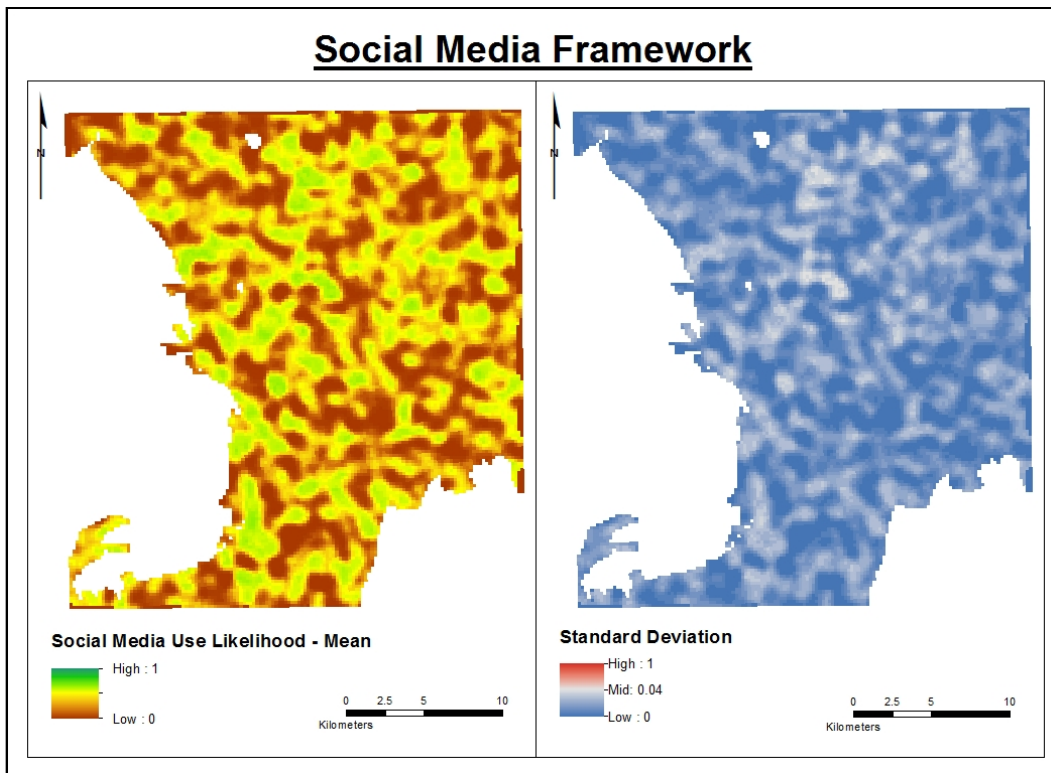 Social Media Framework
N
Social Media Use Likelihood - Mean
High : 1
Low : 0
0 2.5 5 10
Kilometers
N
Standard Deviation
High : 1
Mid: 0.04
Low : 0
0 2.5 5 10
Kilometers